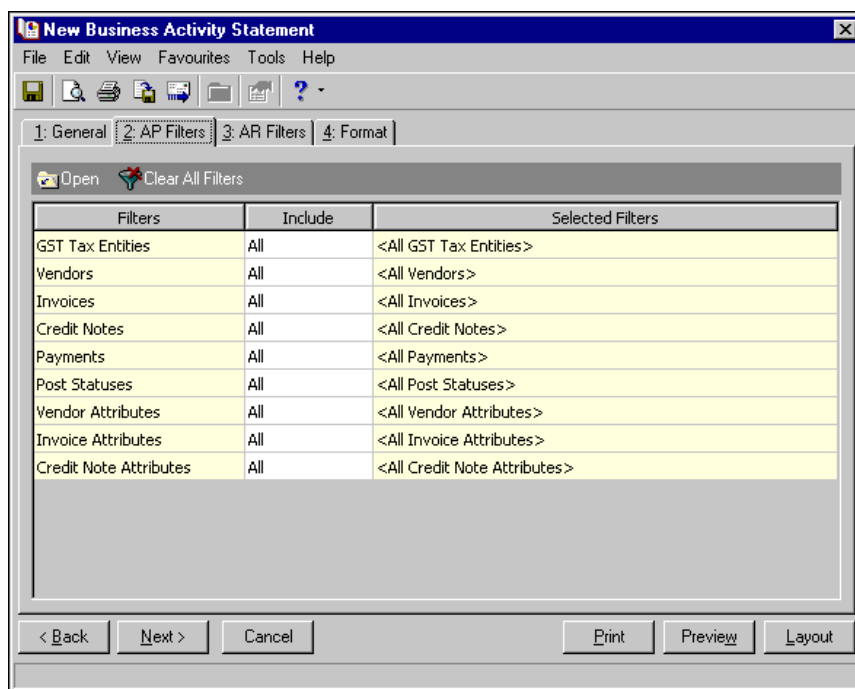 New Business Activity Statement
File Edit View Favourites Tools Help
1: General 2: AP Filters 3: AR Filters 4: Format
Open Clear All Filters
Filters Include Selected Filters
GST Tax Entities All <All GST Tax Entities>
Vendors All <All Vendors>
Invoices All <All Invoices>
Credit Notes All <All Credit Notes>
Payments All <All Payments>
Post Statuses All <All Post Statuses>
Vendor Attributes All <All Vendor Attributes>
Invoice Attributes All <All Invoice Attributes>
Credit Note Attributes All <All Credit Note Attributes>
< Back Next > Cancel Print Preview Layout